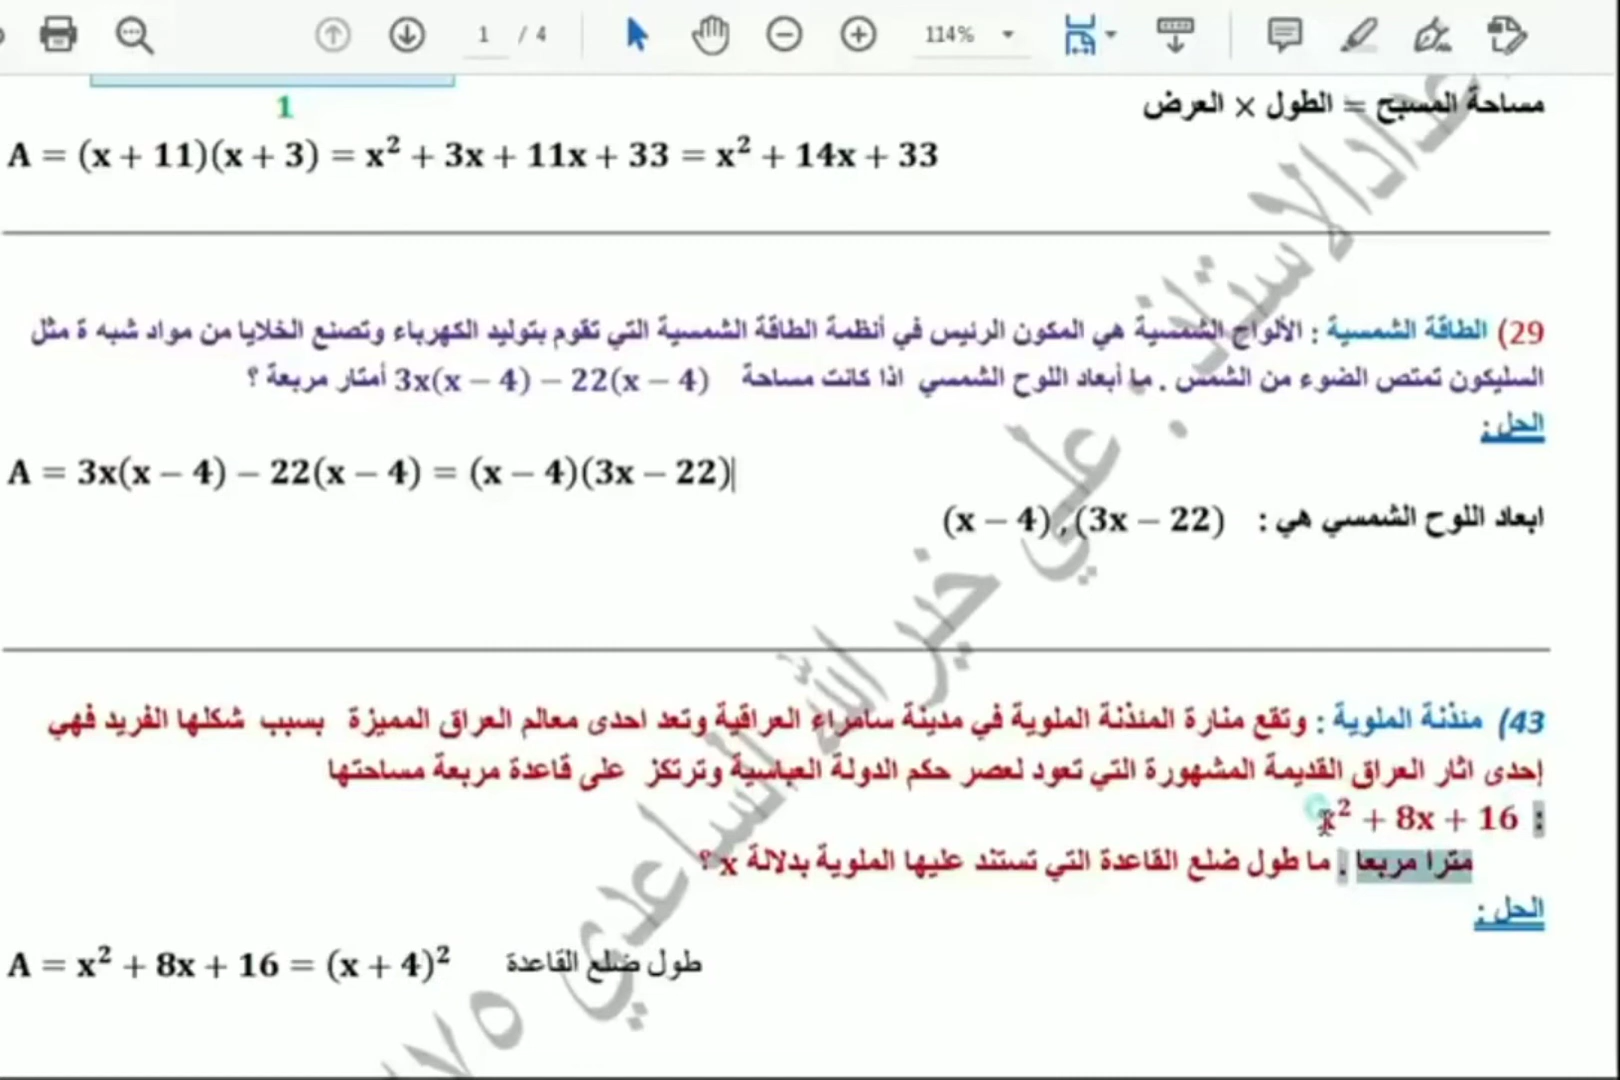 1 / 4 114%
1
مساحة المسبح = الطول × العرض
A = (x + 11)(x + 3) = x² + 3x + 11x + 33 = x² + 14x + 33
29) الطاقة الشمسية : الألواح الشمسية هي المكون الرئيس في أنظمة الطاقة الشمسية التي تقوم بتوليد الكهرباء وتصنع الخلايا من مواد شبه ة مثل
السليكون تمتص الضوء من الشمس . ما أبعاد اللوح الشمسي اذا كانت مساحة 3x(x – 4) – 22(x – 4) أمتار مربعة ؟
الحل :
A = 3x(x – 4) – 22(x – 4) = (x – 4)(3x – 22)
ابعاد اللوح الشمسي هي : (x – 4) , (3x – 22)
43) منذنة الملوية : وتقع منارة المنذنة الملوية في مدينة سامراء العراقية وتعد احدى معالم العراق المميزة بسبب شكلها الفريد فهي
إحدى اثار العراق القديمة المشهورة التي تعود لعصر حكم الدولة العباسية وترتكز على قاعدة مربعة مساحتها
: x² + 8x + 16
مترا مربعا . ما طول ضلع القاعدة التي تستند عليها الملوية بدلالة x ؟
الحل :
A = x² + 8x + 16 = (x + 4)² طول ضلع القاعدة
اعداد الاستاذ : علي خيرالله الساعدي